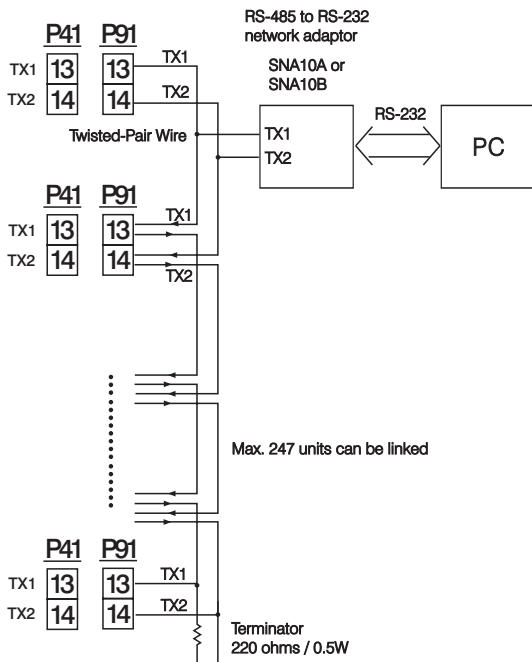 RS-485 to RS-232
network adaptor
SNA10A or
SNA10B
P41 P91
TX1 13 13 TX1
TX2 14 14 TX2
Twisted-Pair Wire
TX1
TX2
RS-232
PC
P41 P91
TX1 13 13 TX1
TX2 14 14 TX2
Max. 247 units can be linked
P41 P91
TX1 13 13 TX1
TX2 14 14 TX2
Terminator
220 ohms / 0.5W